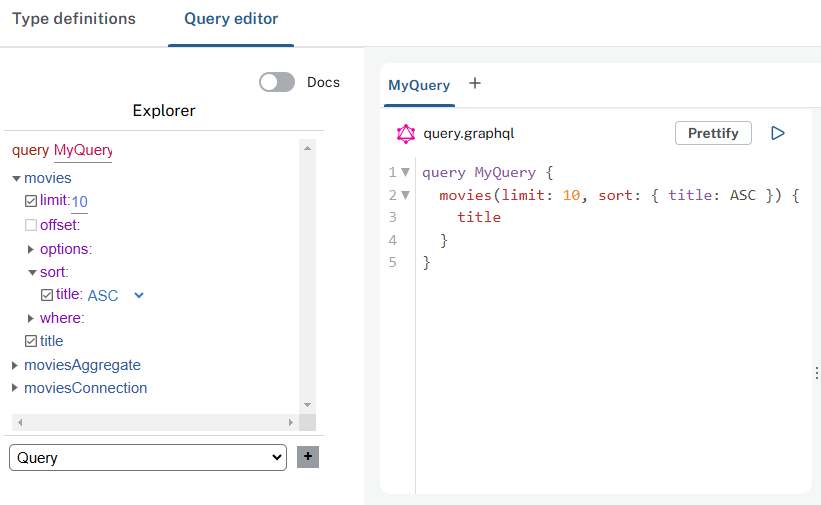 Type definitions
Query editor
Docs
Explorer
query MyQuery
movies
limit: 10
offset:
options:
sort:
title: ASC
where:
title
moviesAggregate
moviesConnection
Query
+
MyQuery +
query.graphql
Prettify
1 query MyQuery {
2 movies(limit: 10, sort: { title: ASC }) {
3 title
4 }
5 }